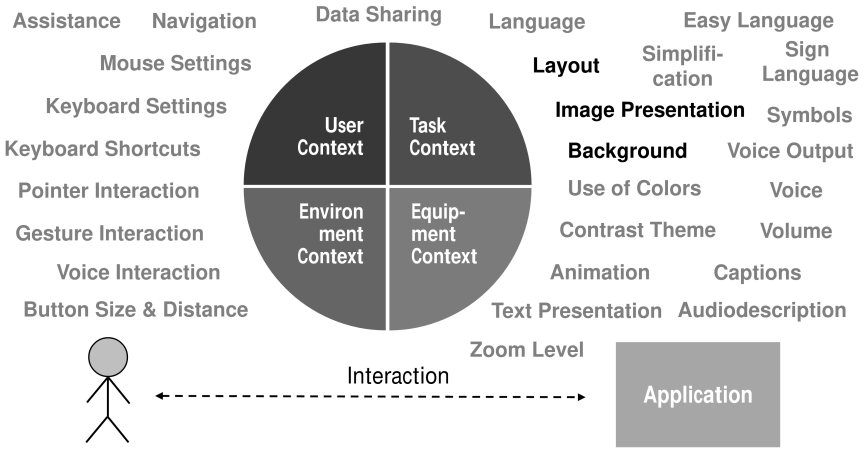 Assistance
Navigation
Data Sharing
Language
Easy Language
Mouse Settings
Layout
Simplifi-
cation
Sign
Language
Keyboard Settings
Image Presentation
Symbols
Keyboard Shortcuts
User
Context
Task
Context
Background
Voice Output
Pointer Interaction
Use of Colors
Voice
Gesture Interaction
Environ
ment
Context
Equip-
ment
Context
Contrast Theme
Volume
Voice Interaction
Animation
Captions
Button Size & Distance
Text Presentation
Audiodescription
Zoom Level
Interaction
Application